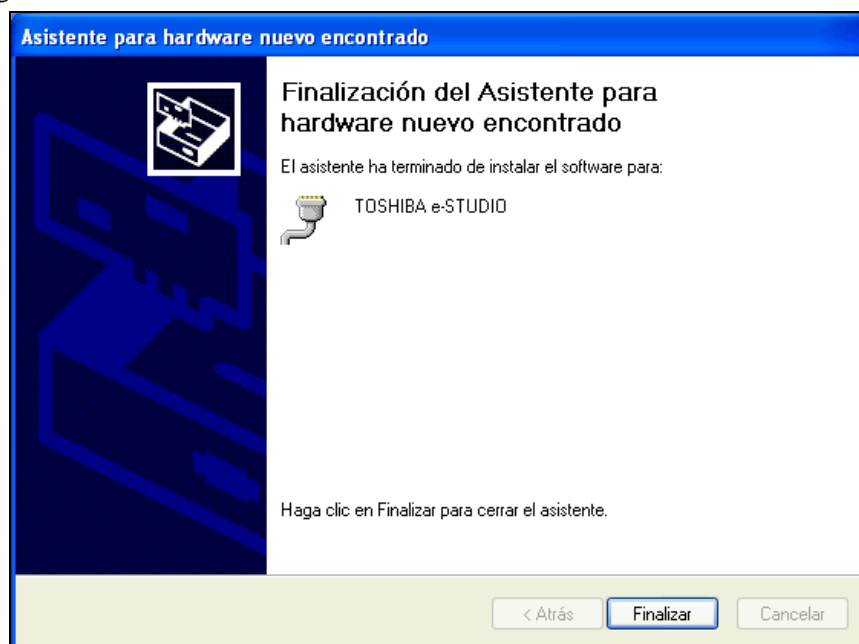 Asistente para hardware nuevo encontrado
Finalización del Asistente para
hardware nuevo encontrado
El asistente ha terminado de instalar el software para:
TOSHIBA e-STUDIO
Haga clic en Finalizar para cerrar el asistente.
< Atrás Finalizar Cancelar